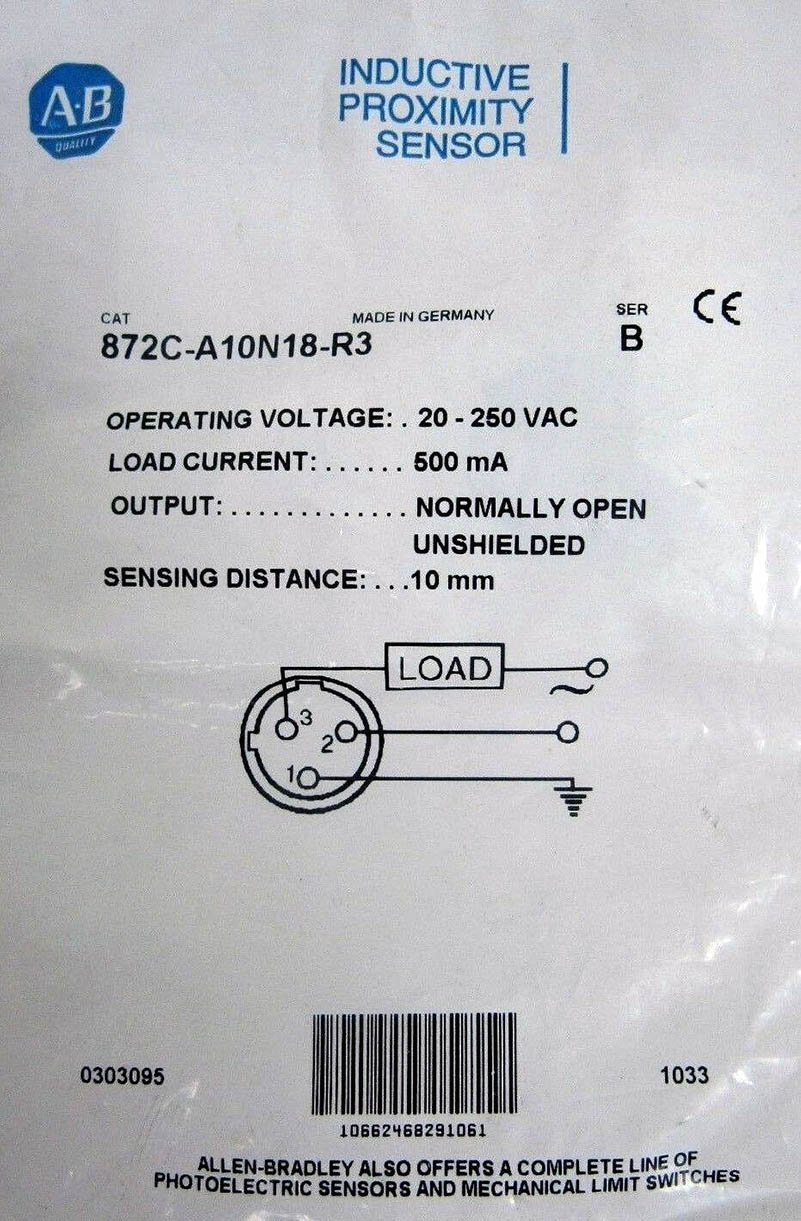 A-B
QUALITY
INDUCTIVE
PROXIMITY
SENSOR
CAT
MADE IN GERMANY
SER
CE
872C-A10N18-R3
B
OPERATING VOLTAGE: . 20 - 250 VAC
LOAD CURRENT: . . . . . . 500 mA
OUTPUT: . . . . . . . . . . . . . NORMALLY OPEN
UNSHIELDED
SENSING DISTANCE: . . .10 mm
LOAD
~
3
2
1
0303095
1033
10662468291061
ALLEN-BRADLEY ALSO OFFERS A COMPLETE LINE OF
PHOTOELECTRIC SENSORS AND MECHANICAL LIMIT SWITCHES